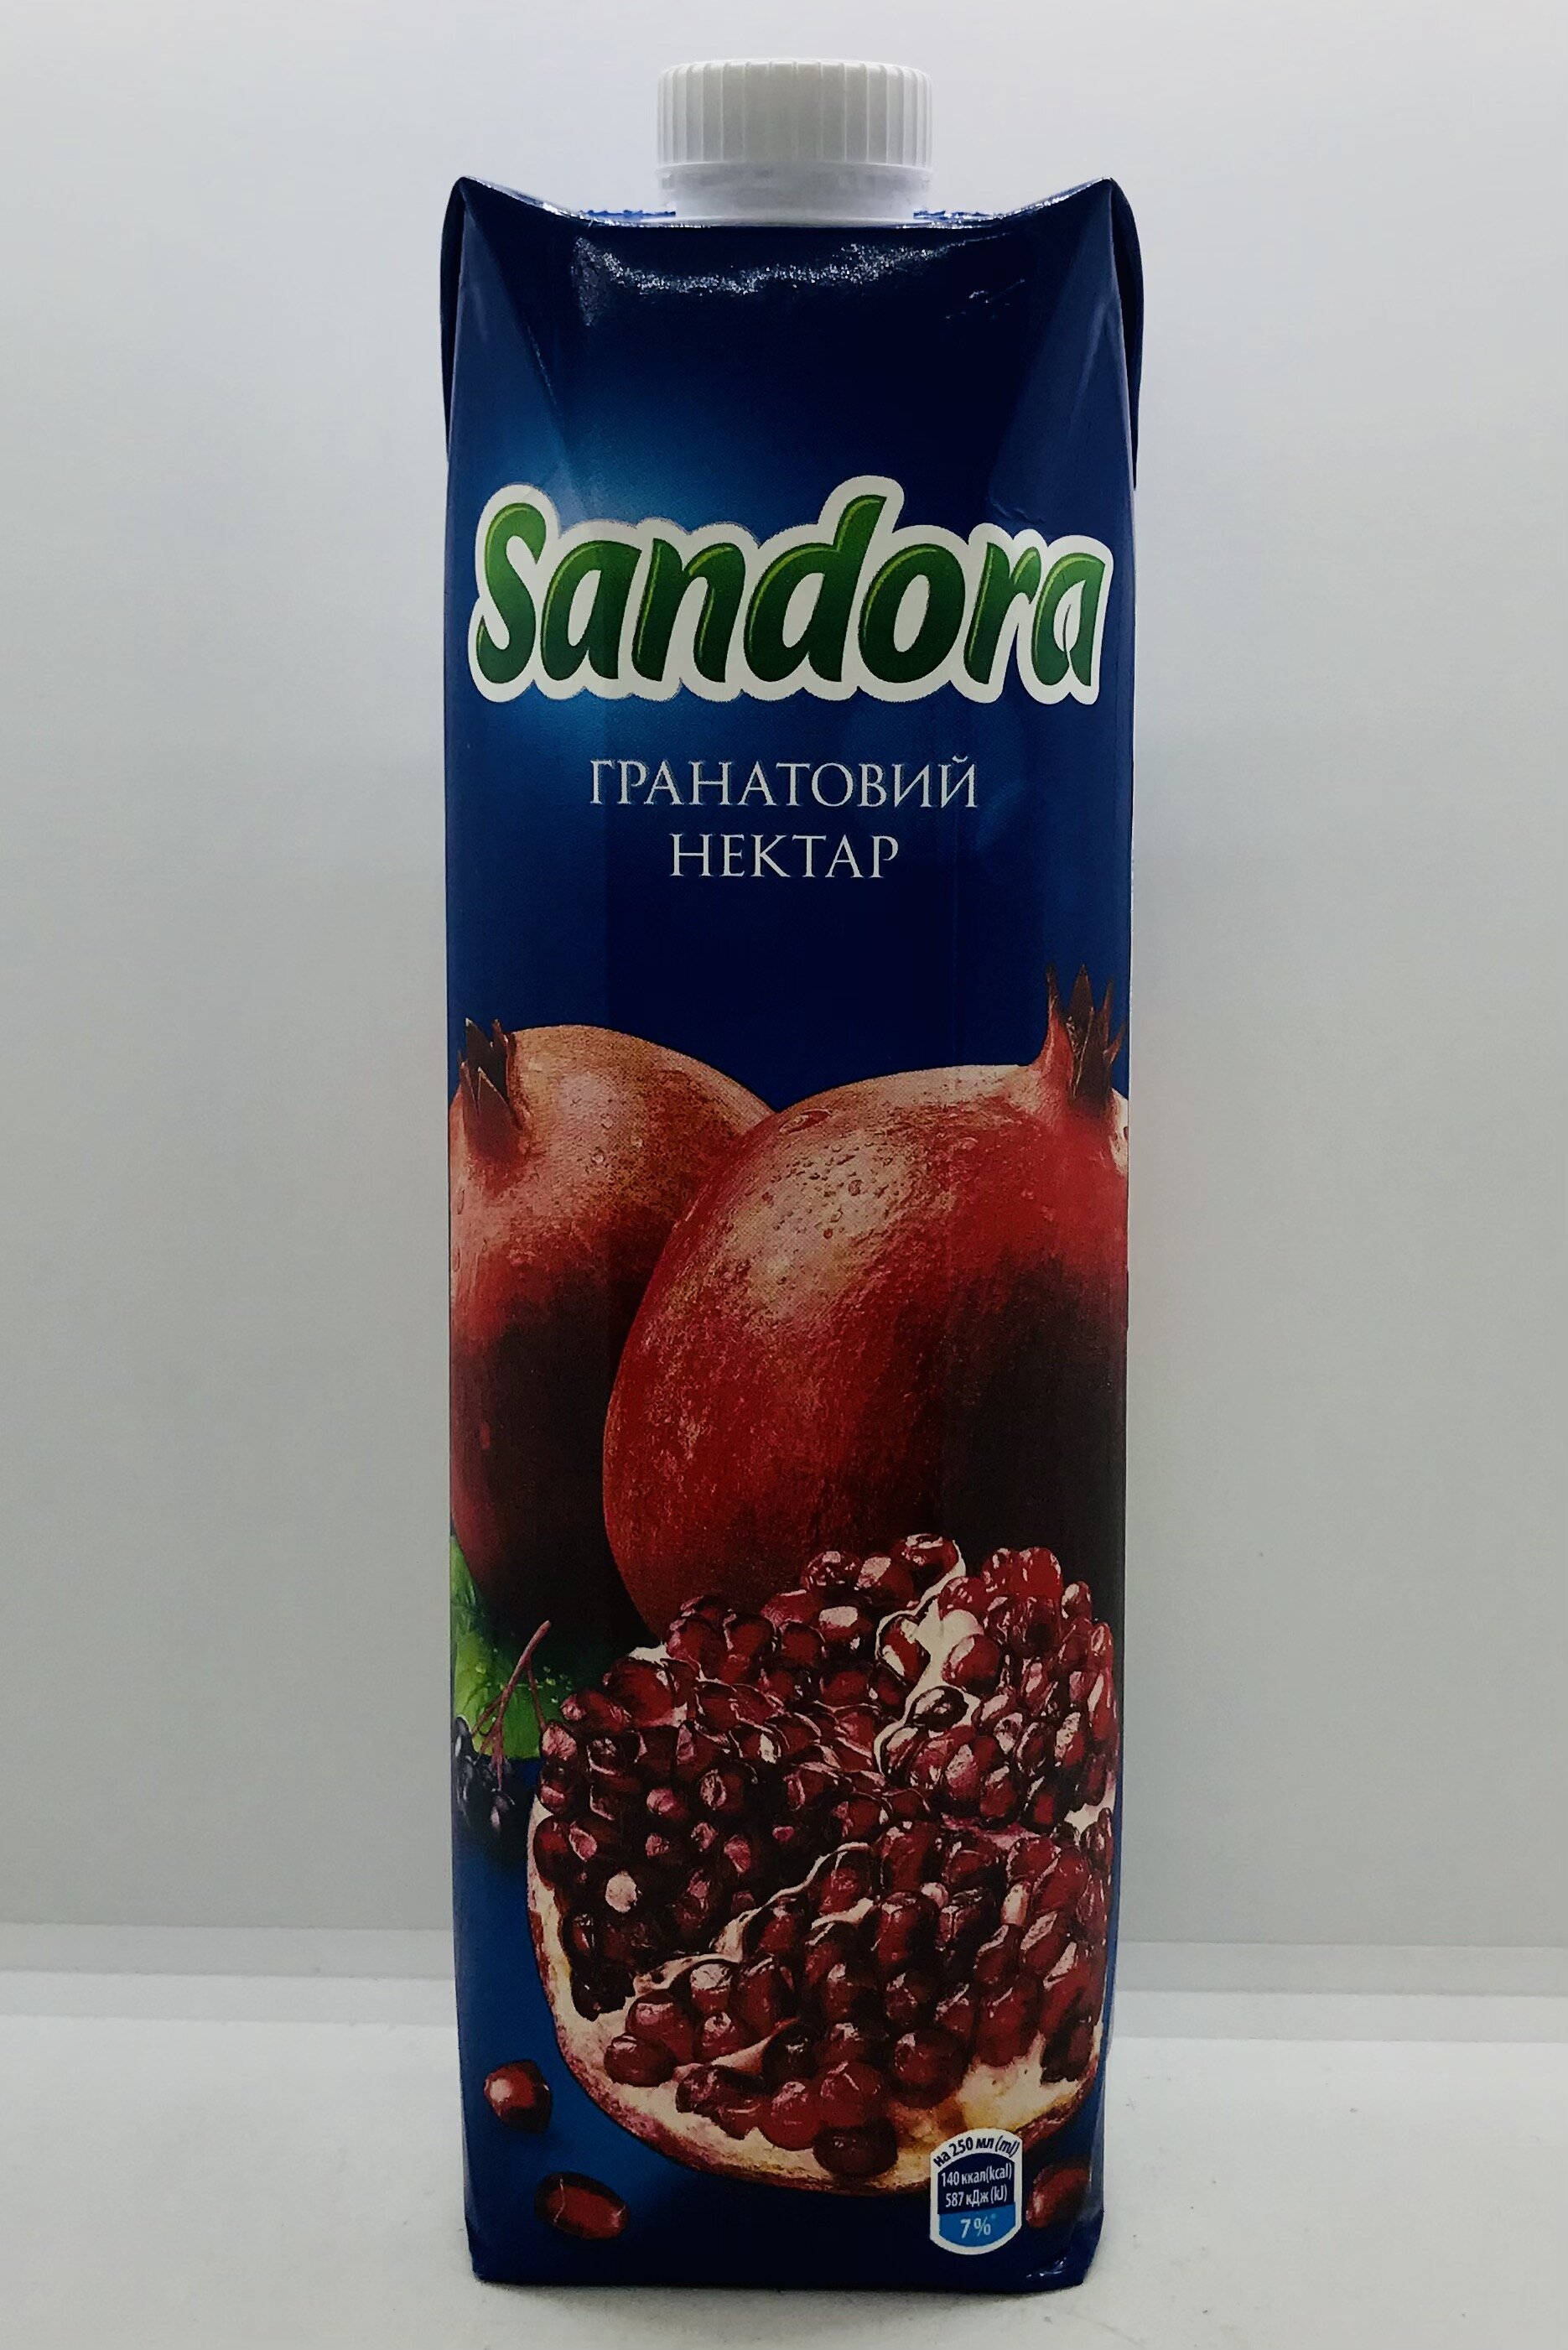 Sandora
ГРАНАТОВИЙ
НЕКТАР
на 250 мл (ml)
140 ккал(kcal)
587 кДж (kJ)
7%*